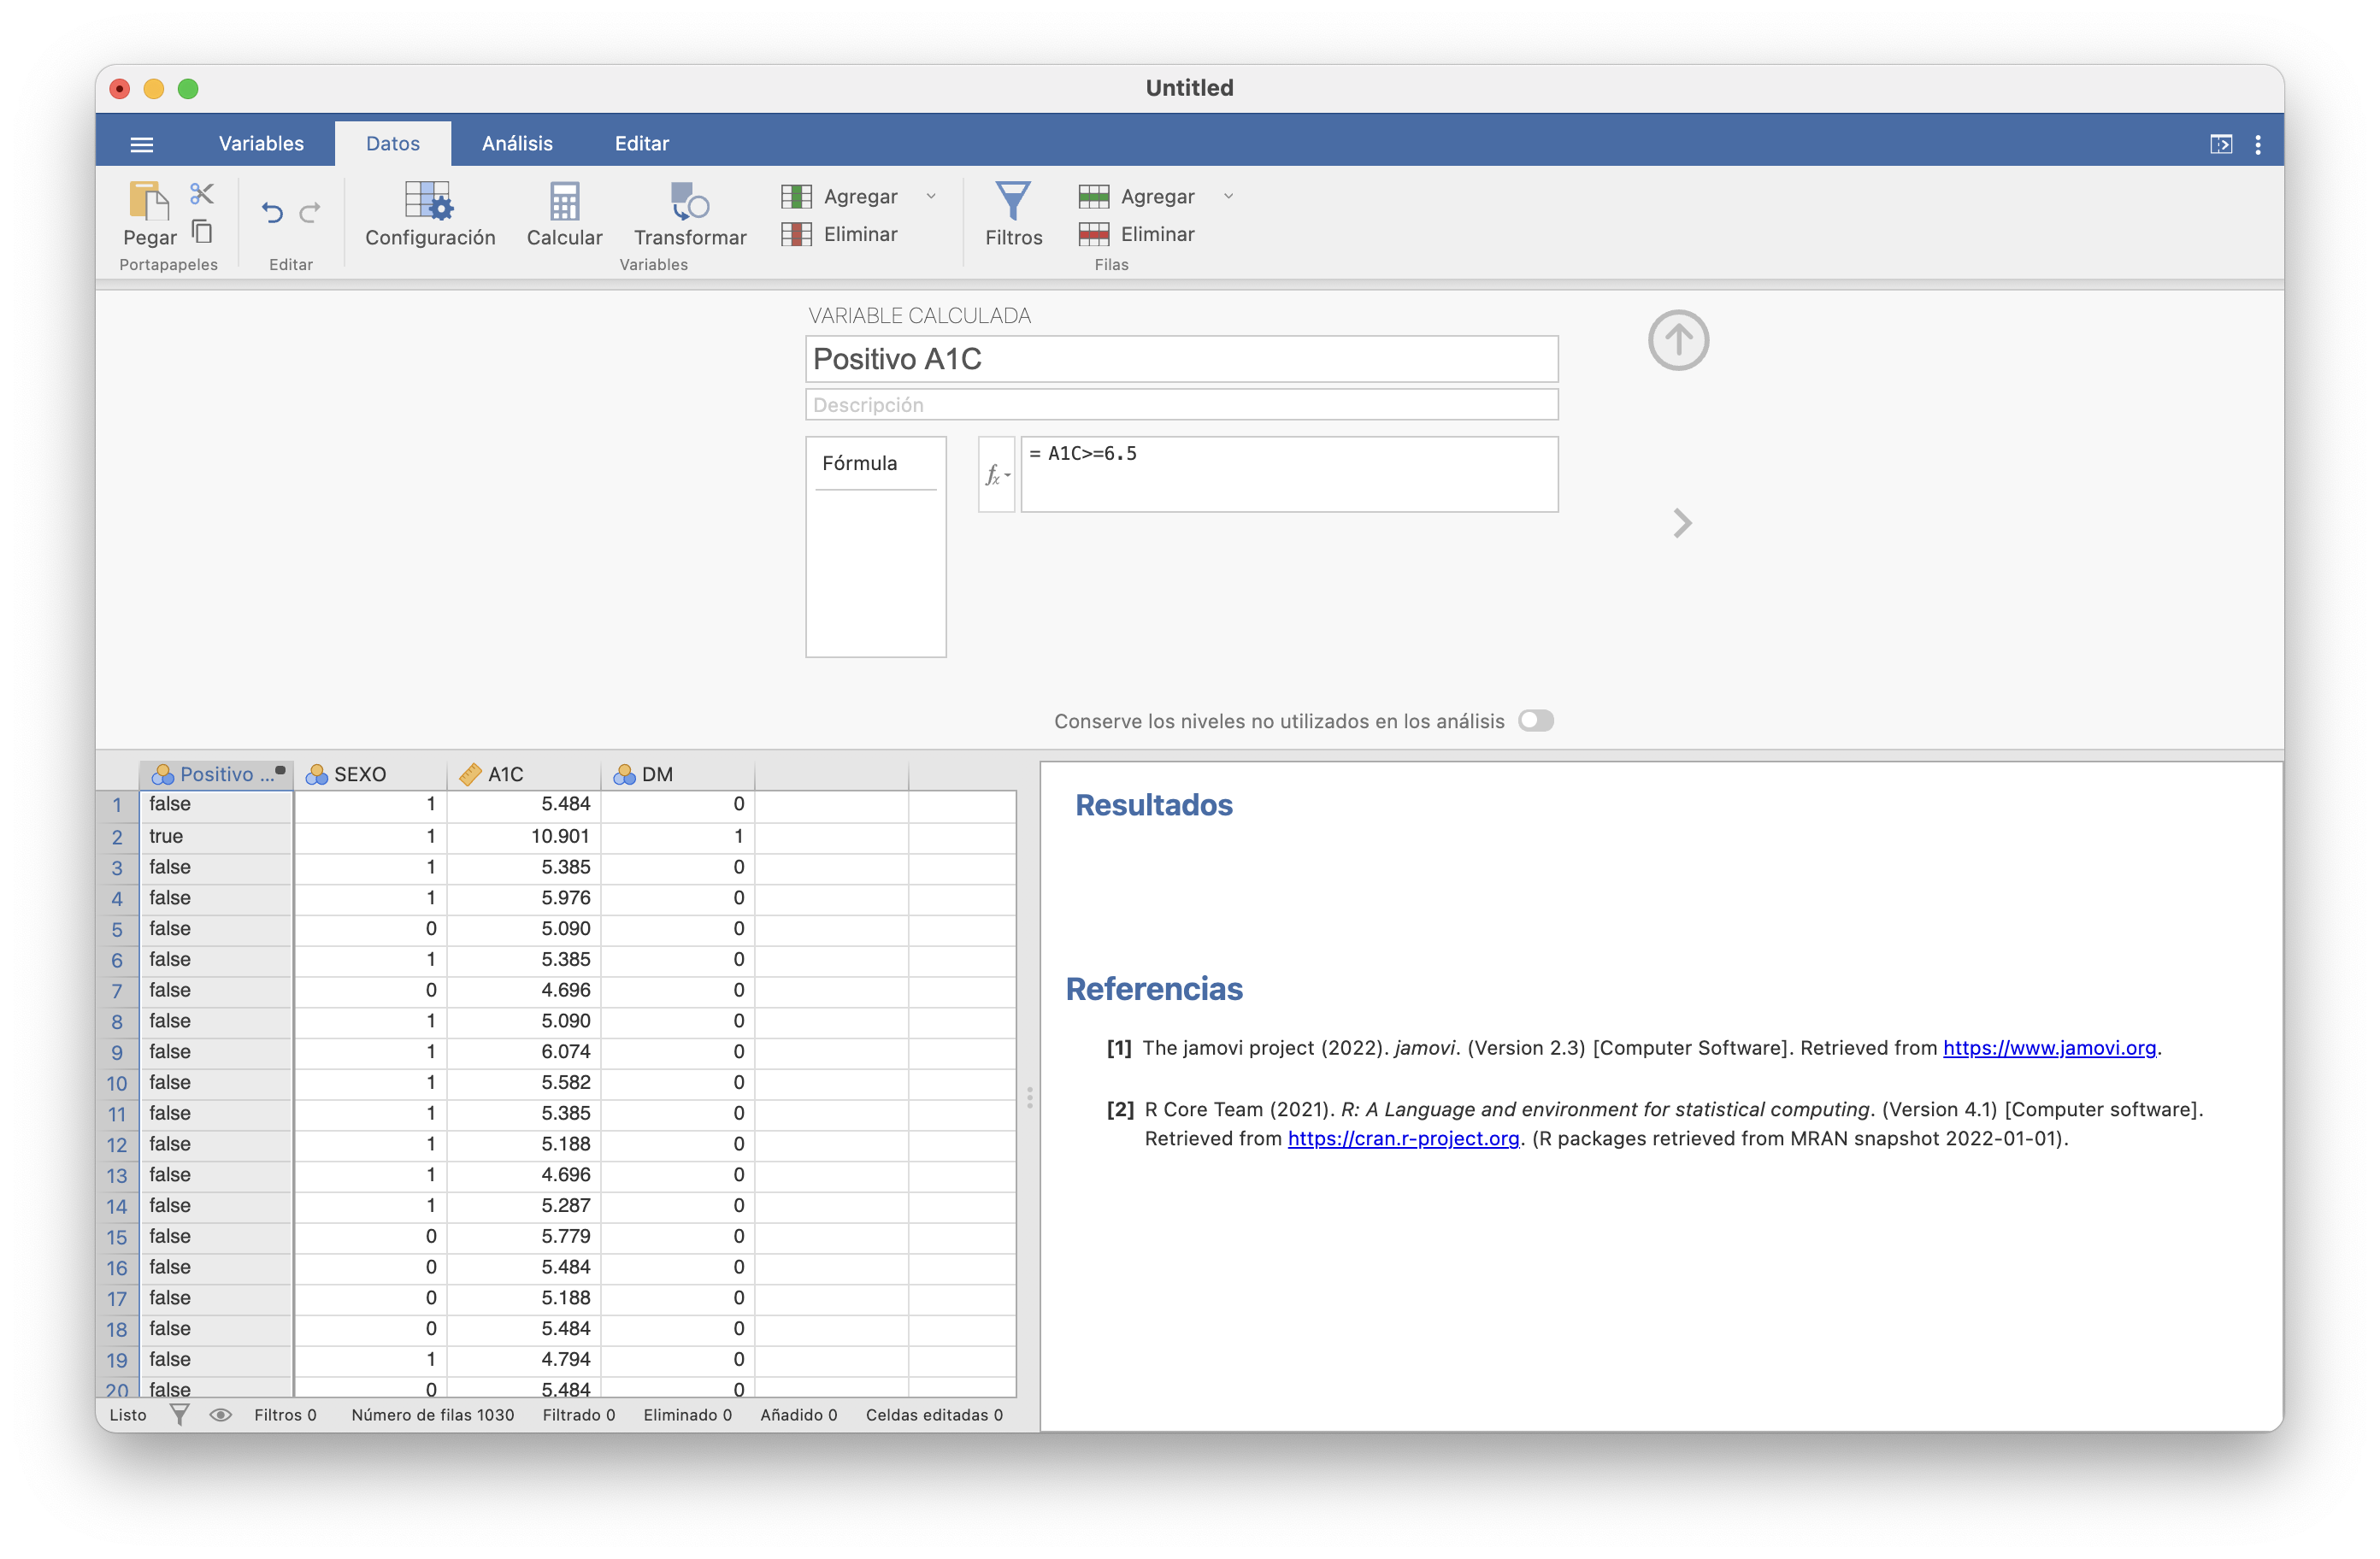 Untitled
Variables Datos Análisis Editar
Pegar
Portapapeles
Editar
Configuración Calcular Transformar
Agregar
Eliminar
Variables
Filtros
Agregar
Eliminar
Filas
VARIABLE CALCULADA
Positivo A1C
Descripción
Fórmula
fx
= A1C>=6.5
Conserve los niveles no utilizados en los análisis
Positivo ... SEXO A1C DM
1 false 1 5.484 0
2 true 1 10.901 1
3 false 1 5.385 0
4 false 1 5.976 0
5 false 0 5.090 0
6 false 1 5.385 0
7 false 0 4.696 0
8 false 1 5.090 0
9 false 1 6.074 0
10 false 1 5.582 0
11 false 1 5.385 0
12 false 1 5.188 0
13 false 1 4.696 0
14 false 1 5.287 0
15 false 0 5.779 0
16 false 0 5.484 0
17 false 0 5.188 0
18 false 0 5.484 0
19 false 1 4.794 0
20 false 0 5.484 0
Listo Filtros 0 Número de filas 1030 Filtrado 0 Eliminado 0 Añadido 0 Celdas editadas 0
Resultados
Referencias
[1] The jamovi project (2022). jamovi. (Version 2.3) [Computer Software]. Retrieved from https://www.jamovi.org.
[2] R Core Team (2021). R: A Language and environment for statistical computing. (Version 4.1) [Computer software].
Retrieved from https://cran.r-project.org. (R packages retrieved from MRAN snapshot 2022-01-01).